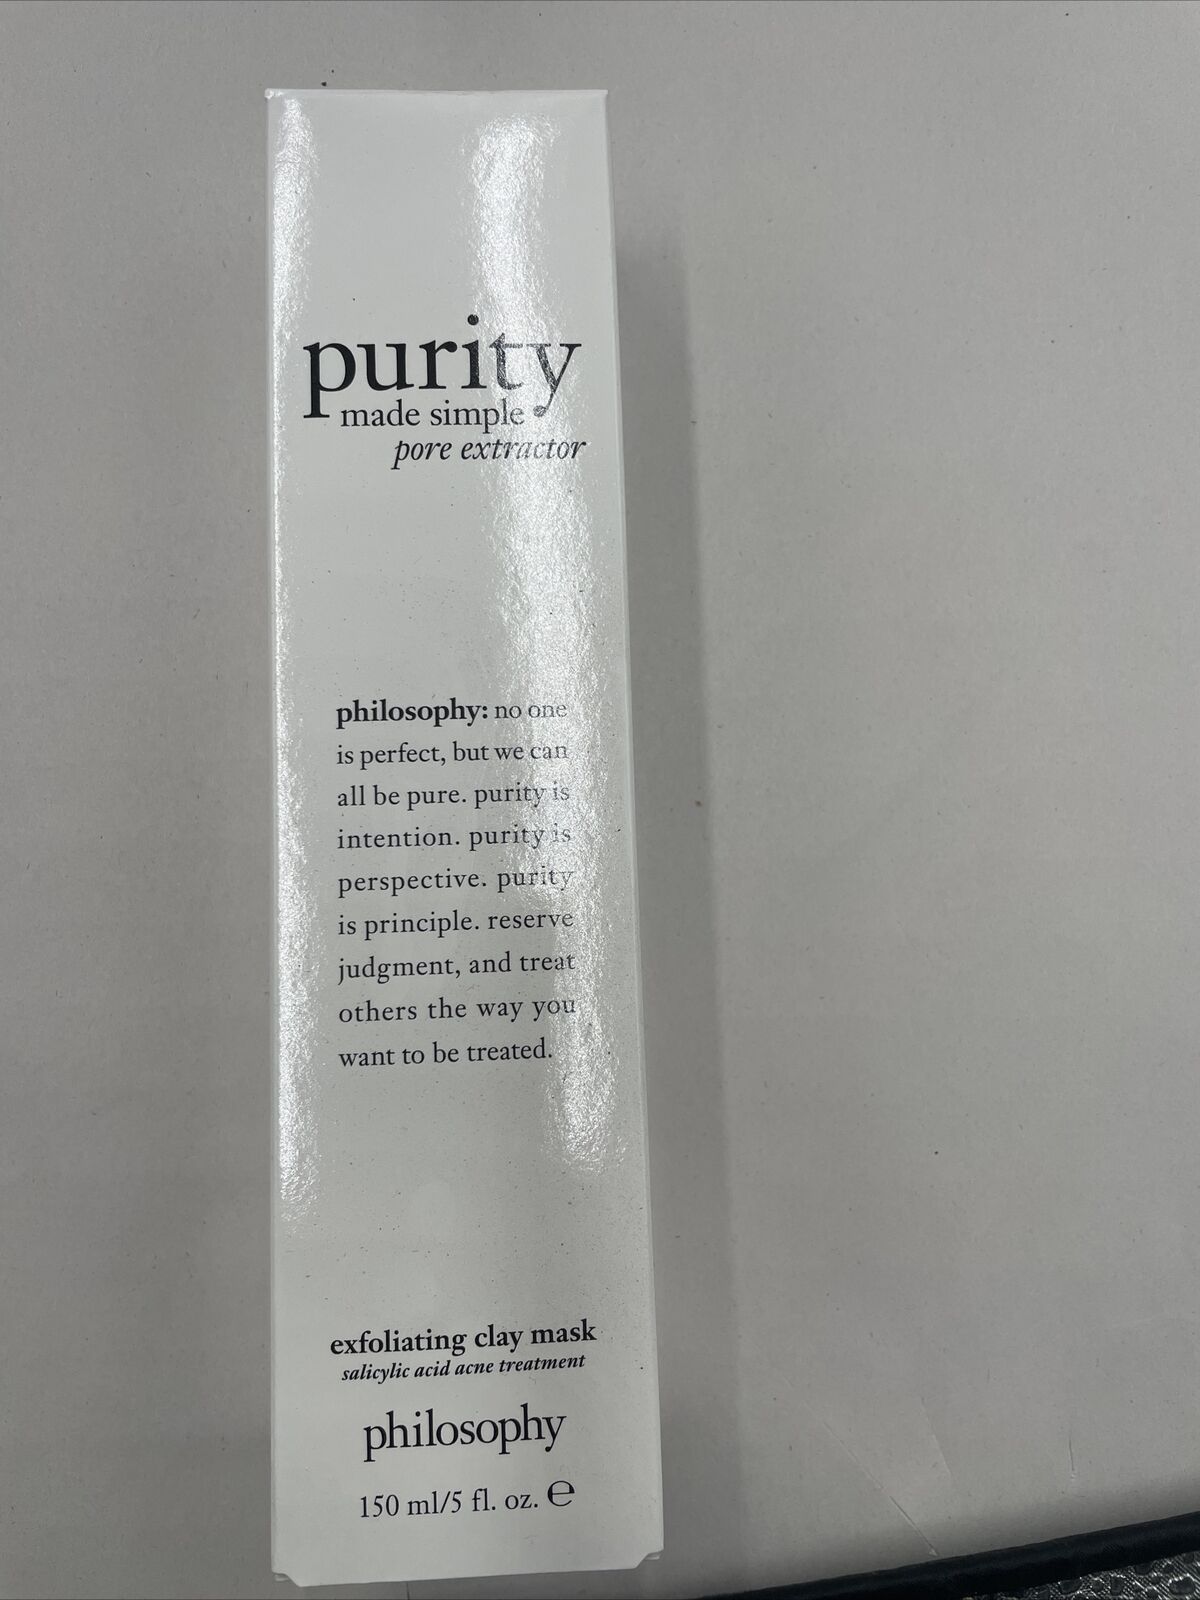 purity
made simple
pore extractor
philosophy: no one
is perfect, but we can
all be pure. purity is
intention. purity is
perspective. purity
is principle. reserve
judgment, and treat
others the way you
want to be treated.
exfoliating clay mask
salicylic acid acne treatment
philosophy
150 ml/5 fl. oz. ℮